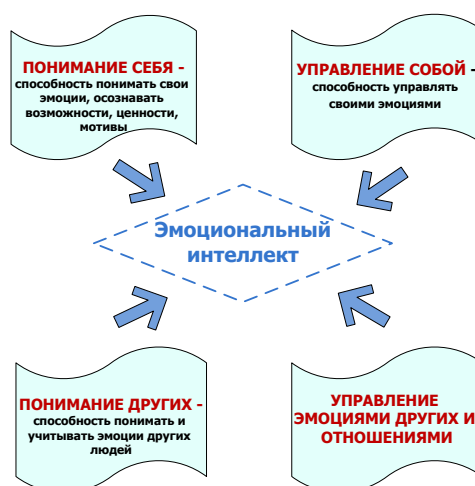 ПОНИМАНИЕ СЕБЯ -
способность понимать свои
эмоции, осознавать
возможности, ценности,
мотивы
УПРАВЛЕНИЕ СОБОЙ -
способность управлять
своими эмоциями
Эмоциональный
интеллект
ПОНИМАНИЕ ДРУГИХ -
способность понимать и
учитывать эмоции других
людей
УПРАВЛЕНИЕ
ЭМОЦИЯМИ ДРУГИХ И
ОТНОШЕНИЯМИ